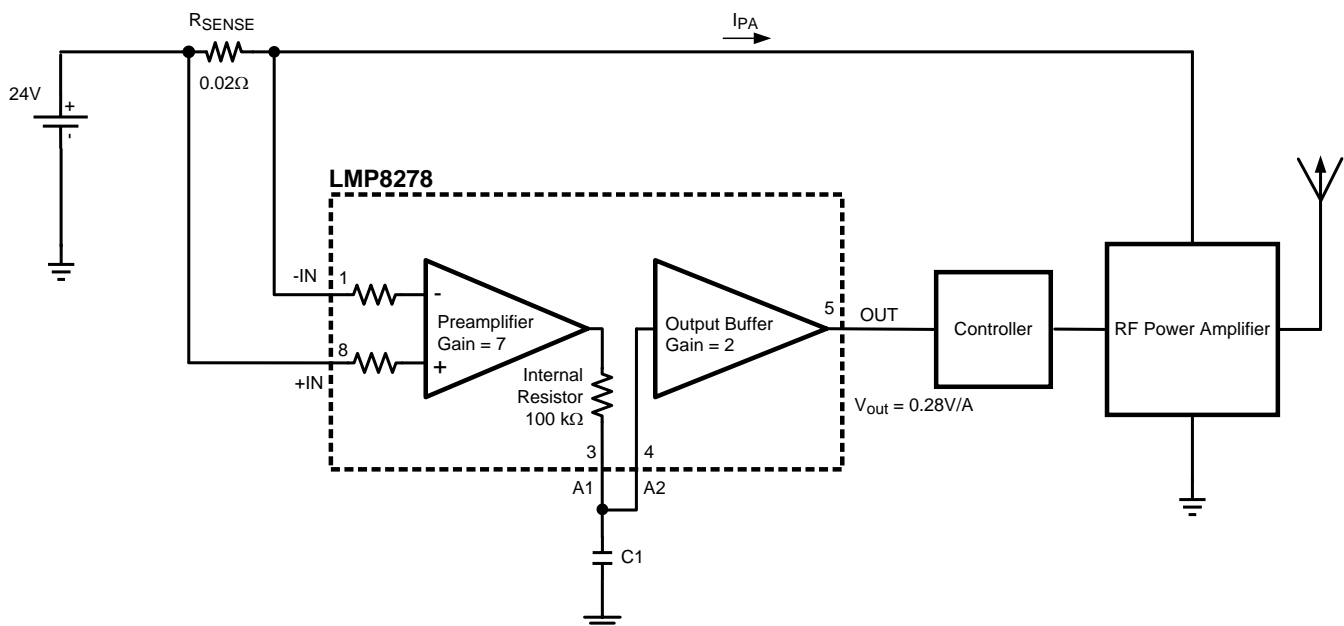 RSENSE
IPA
0.02Ω
24V
+
-
LMP8278
-IN
1
-
Preamplifier
Gain = 7
8
+
+IN
Internal
Resistor
100 kΩ
Output Buffer
Gain = 2
5
OUT
Controller
RF Power Amplifier
Vout = 0.28V/A
3
4
A1
A2
C1